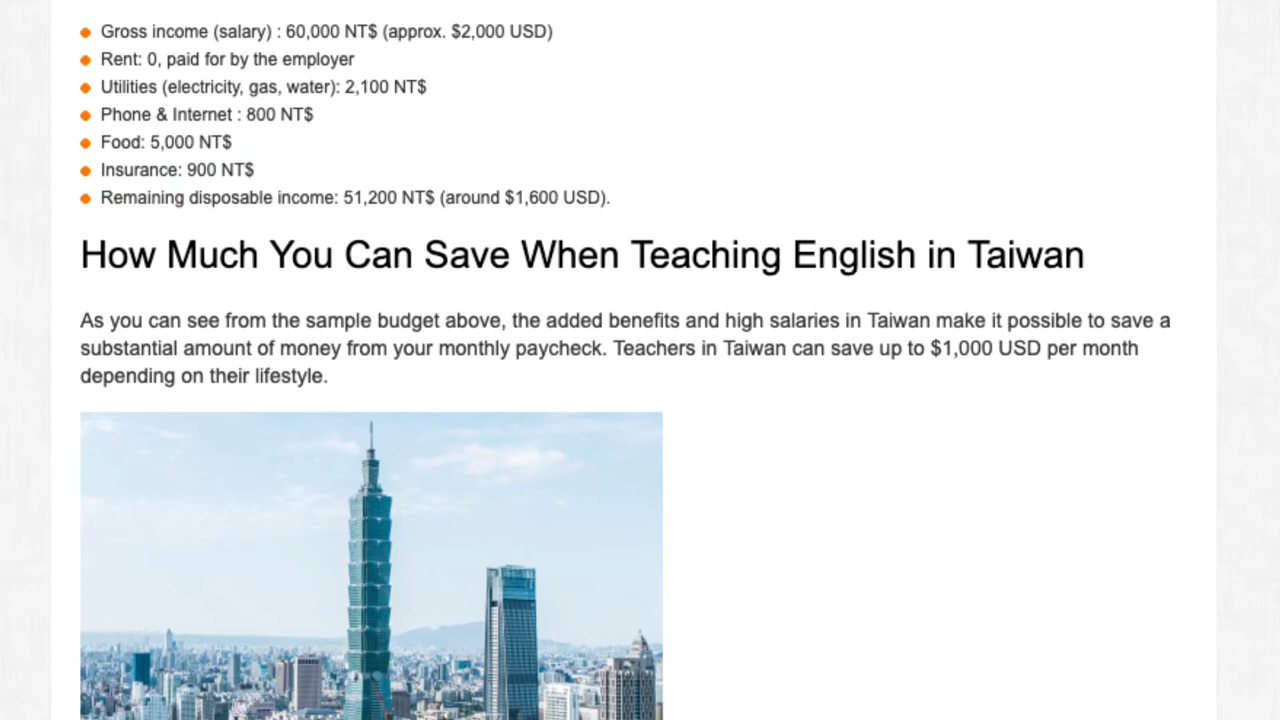 Gross income (salary) : 60,000 NT$ (approx. $2,000 USD)
Rent: 0, paid for by the employer
Utilities (electricity, gas, water): 2,100 NT$
Phone & Internet : 800 NT$
Food: 5,000 NT$
Insurance: 900 NT$
Remaining disposable income: 51,200 NT$ (around $1,600 USD).
How Much You Can Save When Teaching English in Taiwan
As you can see from the sample budget above, the added benefits and high salaries in Taiwan make it possible to save a
substantial amount of money from your monthly paycheck. Teachers in Taiwan can save up to $1,000 USD per month
depending on their lifestyle.